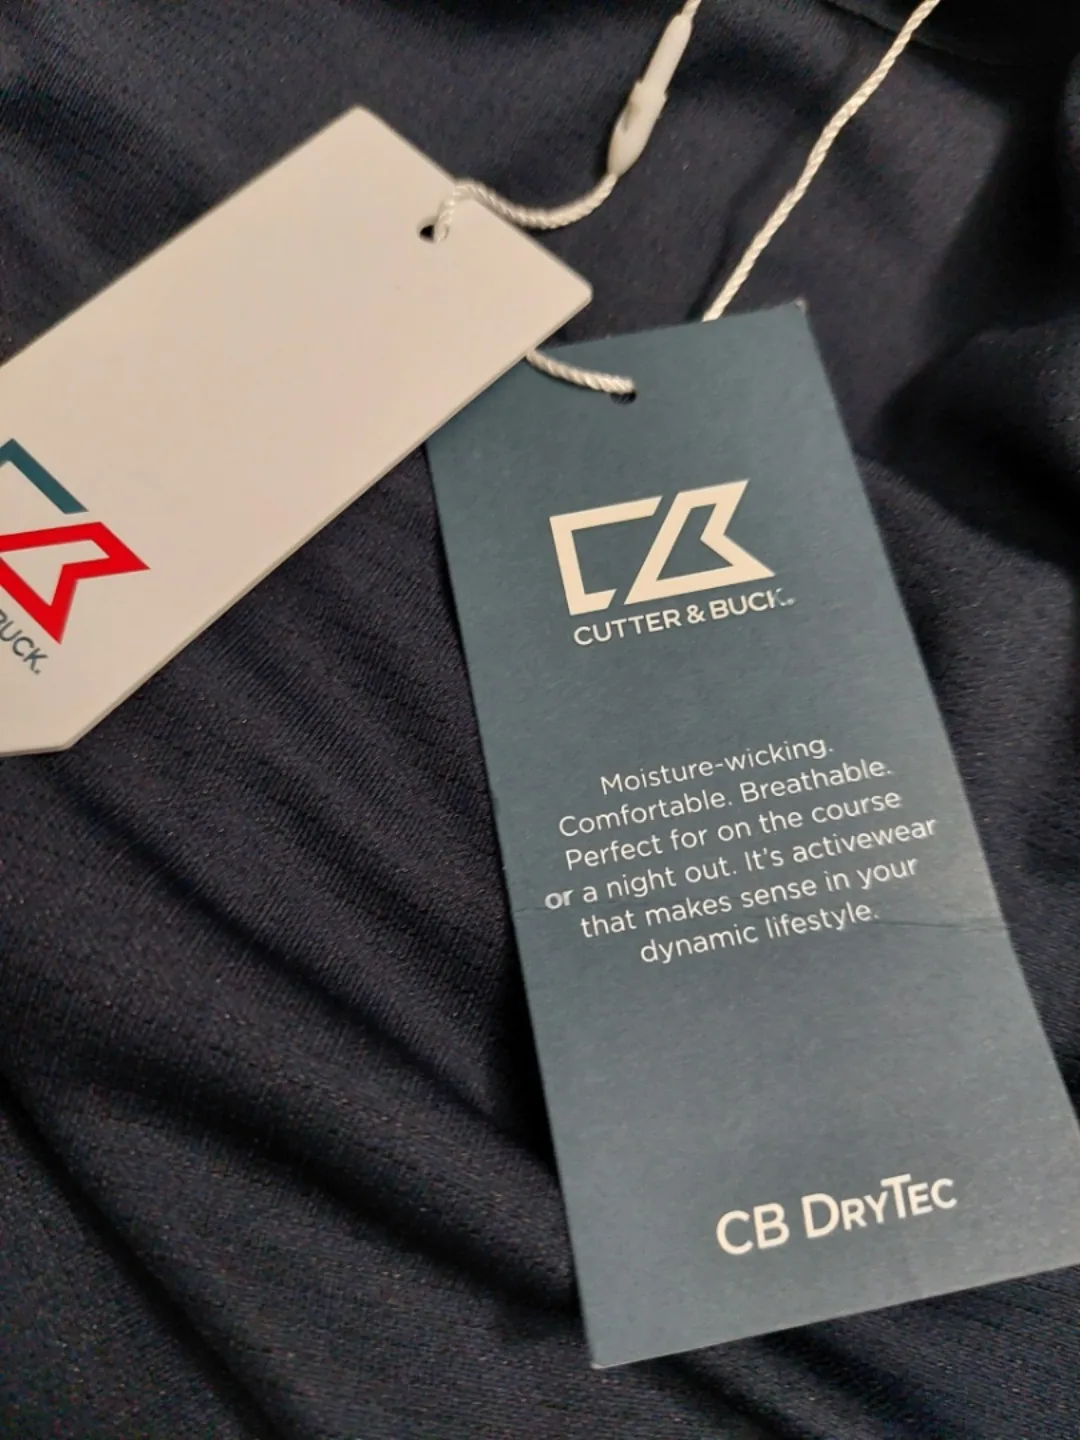 BUCK.
CUTTER & BUCK®
Moisture-wicking.
Comfortable. Breathable.
Perfect for on the course
or a night out. It's activewear
that makes sense in your
dynamic lifestyle.
CB DRYTEC